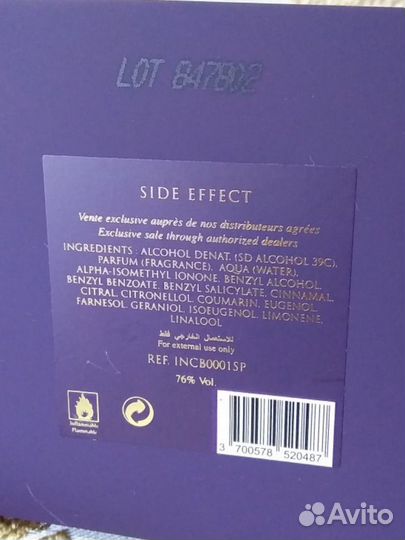 LOT 847802
SIDE EFFECT
Vente exclusive auprès de nos distributeurs agréés
Exclusive sale through authorized dealers
INGREDIENTS : ALCOHOL DENAT. (SD ALCOHOL 39C),
PARFUM (FRAGRANCE), AQUA (WATER),
ALPHA-ISOMETHYL IONONE, BENZYL ALCOHOL,
BENZYL BENZOATE, BENZYL SALICYLATE, CINNAMAL,
CITRAL, CITRONELLOL, COUMARIN, EUGENOL,
FARNESOL, GERANIOL, ISOEUGENOL, LIMONENE,
LINALOOL
للاستعمال الخارجي فقط
For external use only
REF. INCB0001SP
76% Vol.
Inflammable
Flammable
3 700578 520487
Avito